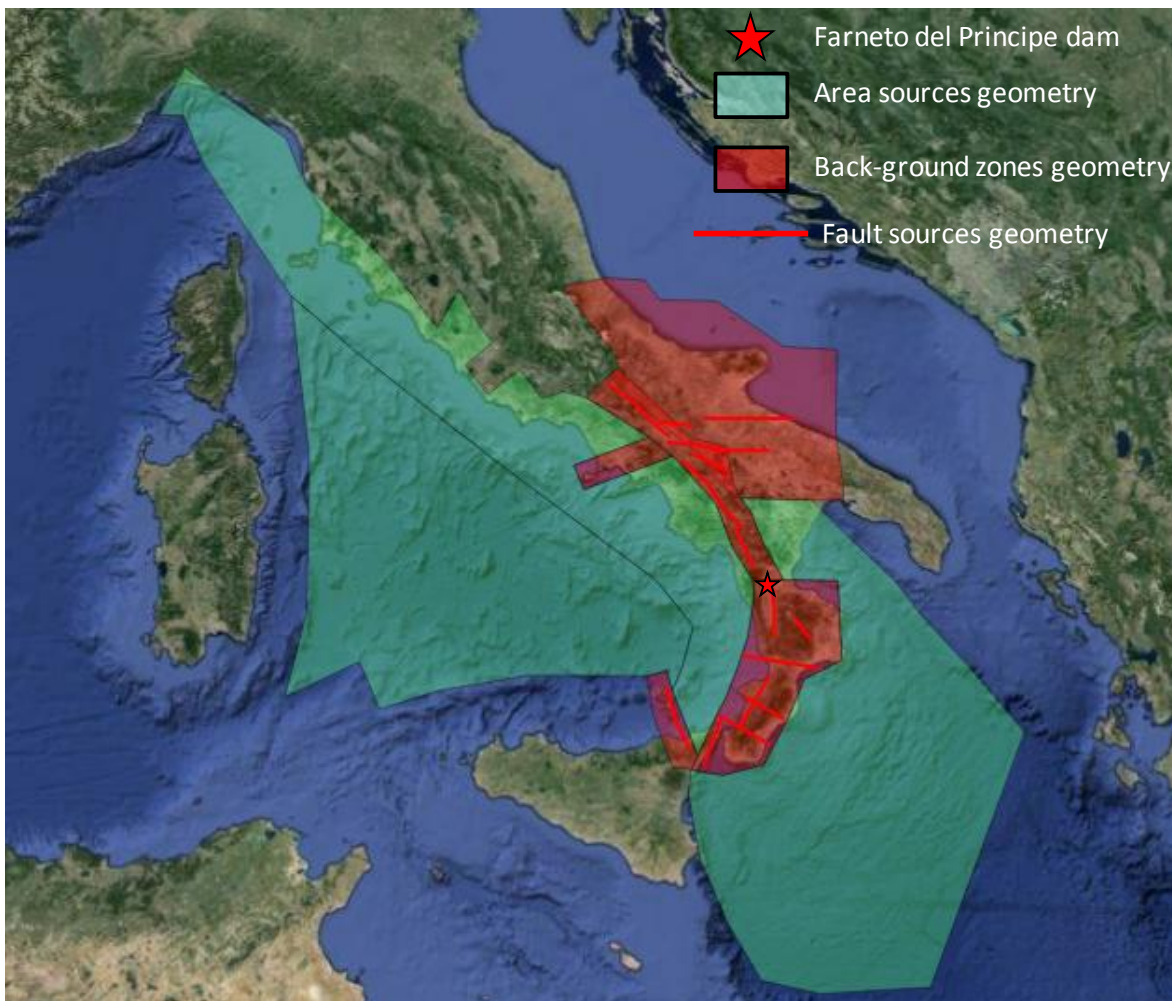 Farneto del Principe dam
Area sources geometry
Back-ground zones geometry
Fault sources geometry